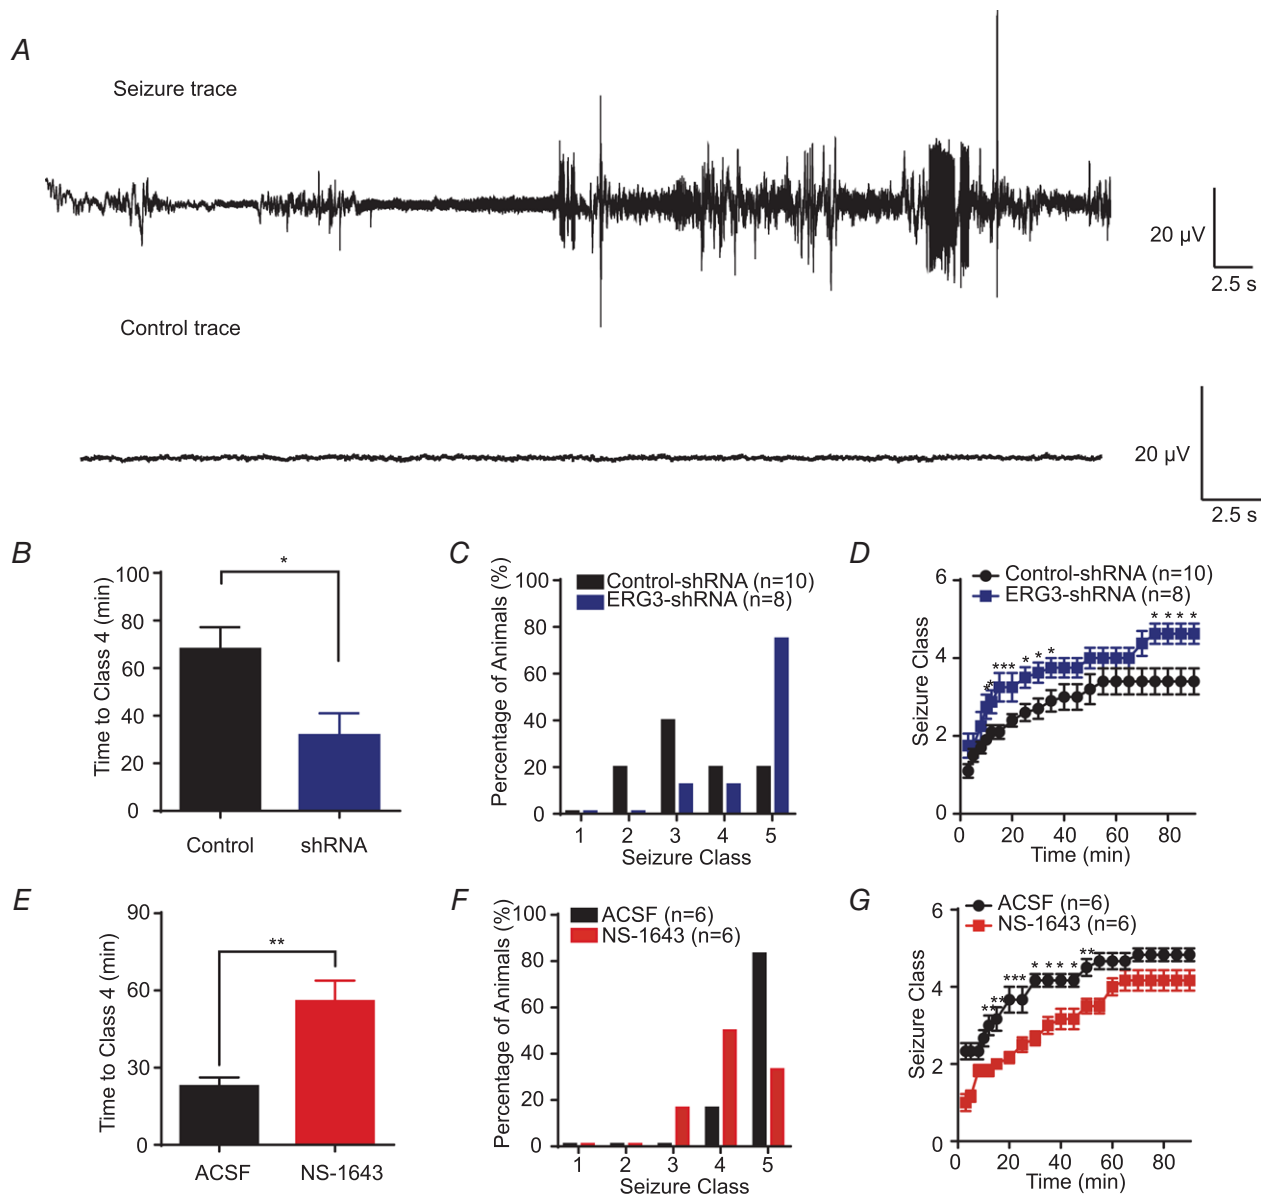 A
Seizure trace
20 µV
2.5 s
Control trace
20 µV
2.5 s
B
Time to Class 4 (min)
100
80
60
40
20
0
*
Control
shRNA
C
Percentage of Animals (%)
100
80
60
40
20
0
Control-shRNA (n=10)
ERG3-shRNA (n=8)
1 2 3 4 5
Seizure Class
D
Seizure Class
6
4
2
0
Control-shRNA (n=10)
ERG3-shRNA (n=8)
* * * * * * * * * * * *
0 20 40 60 80
Time (min)
E
Time to Class 4 (min)
90
60
30
0
**
ACSF
NS-1643
F
Percentage of Animals (%)
100
80
60
40
20
0
ACSF (n=6)
NS-1643 (n=6)
1 2 3 4 5
Seizure Class
G
Seizure Class
6
4
2
0
ACSF (n=6)
NS-1643 (n=6)
** ** *** * * * * **
0 20 40 60 80
Time (min)